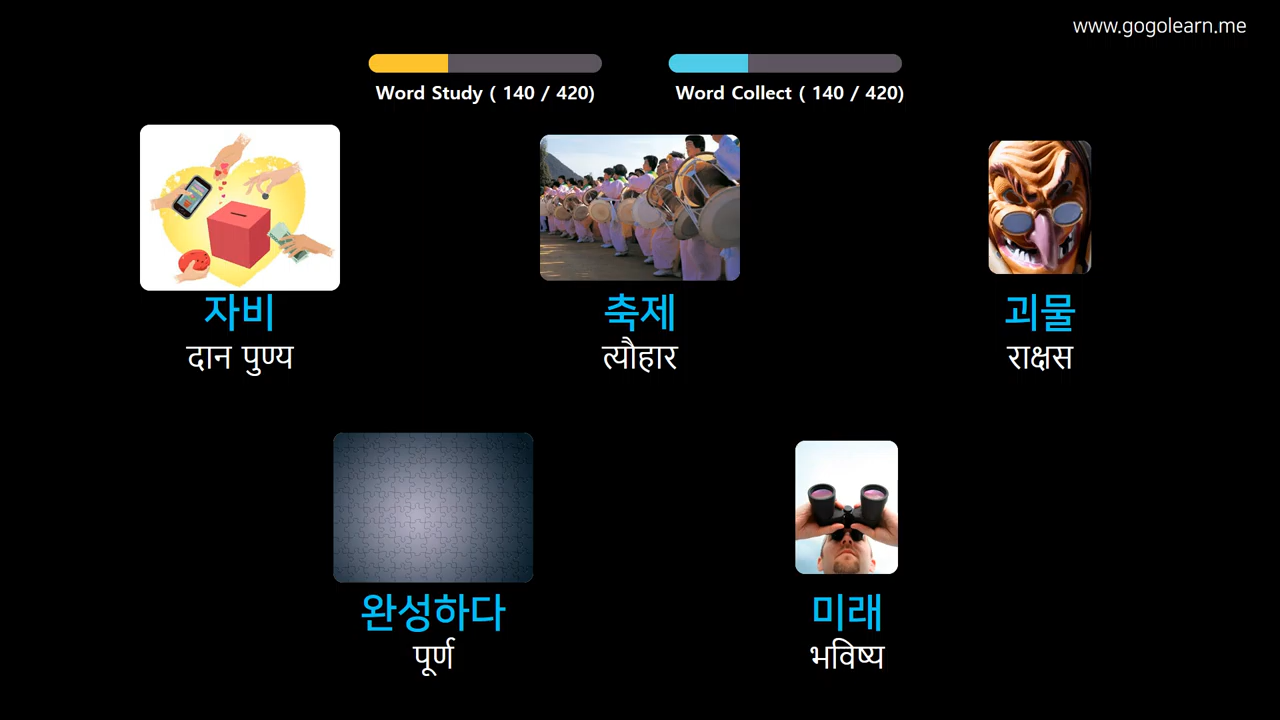 www.gogolearn.me
Word Study ( 140 / 420)
Word Collect ( 140 / 420)
자비
दान पुण्य
축제
त्यौहार
괴물
राक्षस
완성하다
पूर्ण
미래
भविष्य